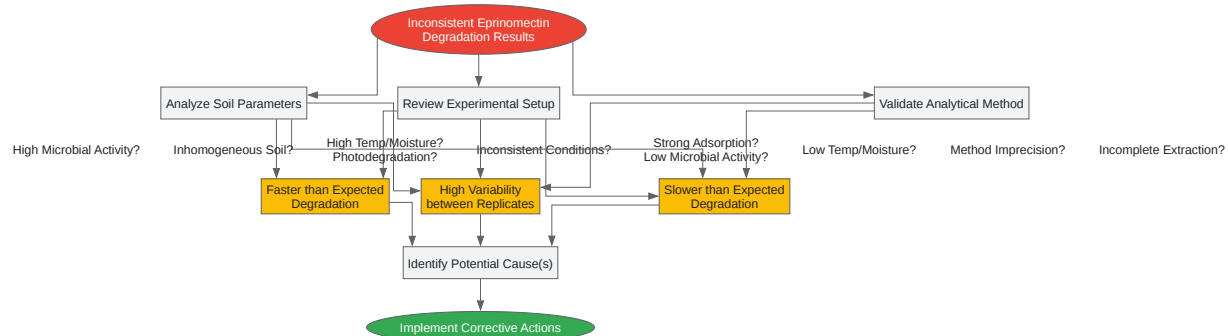 Inconsistent Eprinomectin
Degradation Results
Analyze Soil Parameters
Review Experimental Setup
Validate Analytical Method
High Microbial Activity?
Inhomogeneous Soil?
High Temp/Moisture?
Photodegradation?
Inconsistent Conditions?
Strong Adsorption?
Low Microbial Activity?
Low Temp/Moisture?
Method Imprecision?
Incomplete Extraction?
Faster than Expected
Degradation
High Variability
between Replicates
Slower than Expected
Degradation
Identify Potential Cause(s)
Implement Corrective Actions